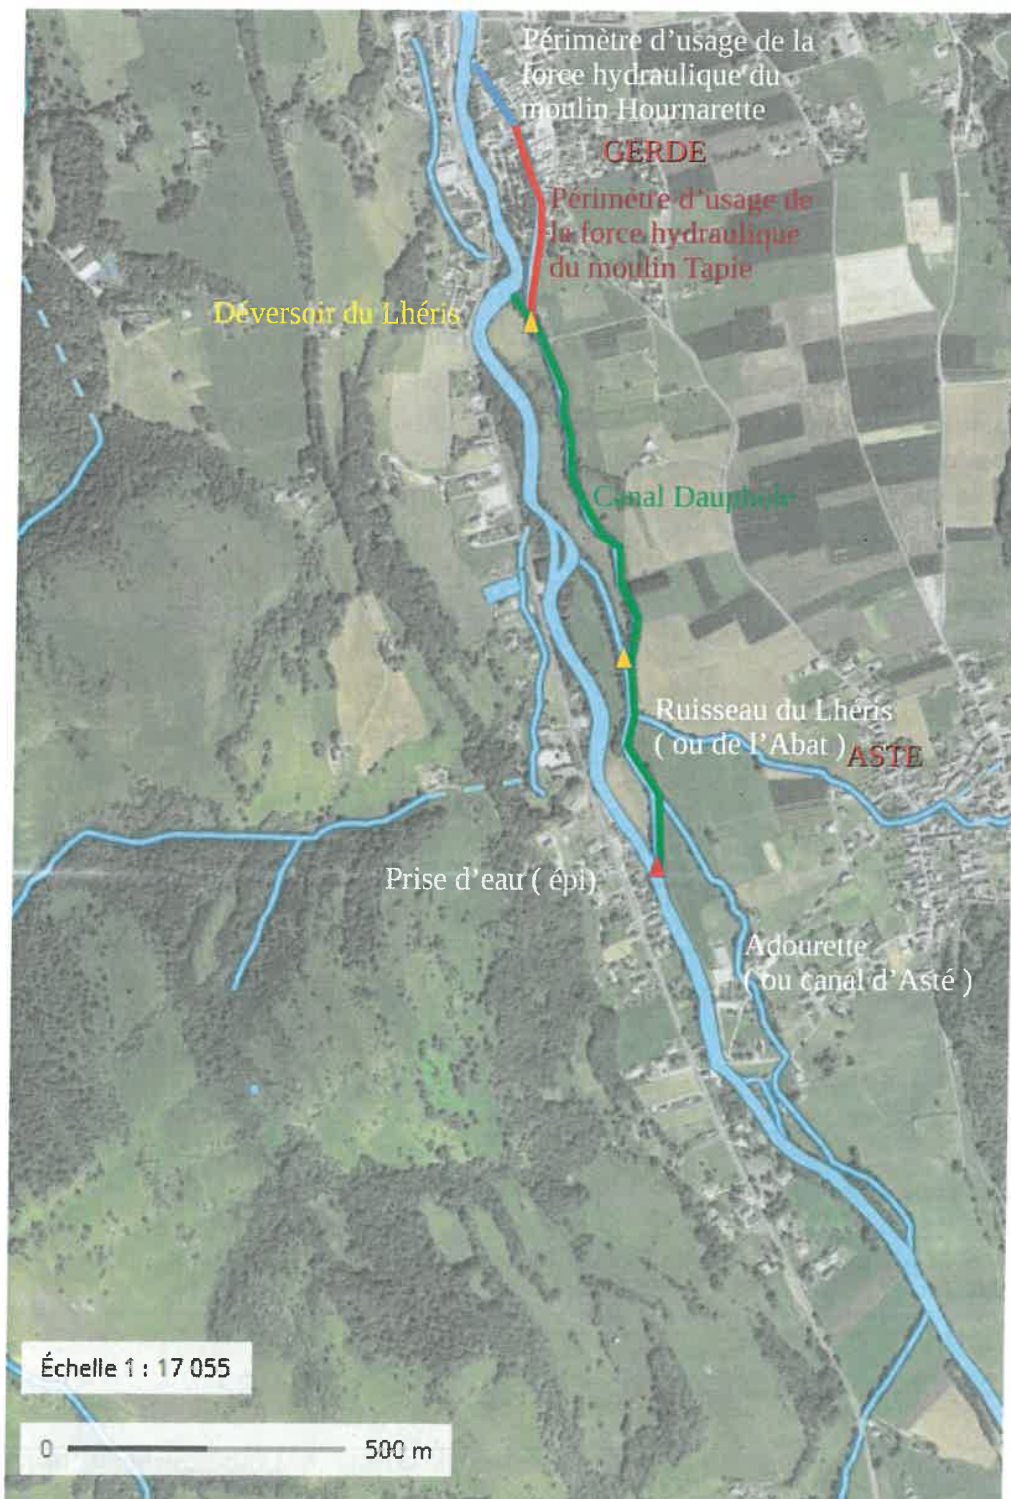 Périmètre d'usage de la
force hydraulique du
moulin Hournarette
GERDE
Périmètre d'usage de
la force hydraulique
du moulin Tapie
Déversoir du Lhéris
Canal Dauphole
Ruisseau du Lhéris
( ou de l'Abat )
ASTE
Prise d'eau ( épi)
Adourette
( ou canal d'Asté )
Échelle 1 : 17 055
0 500 m